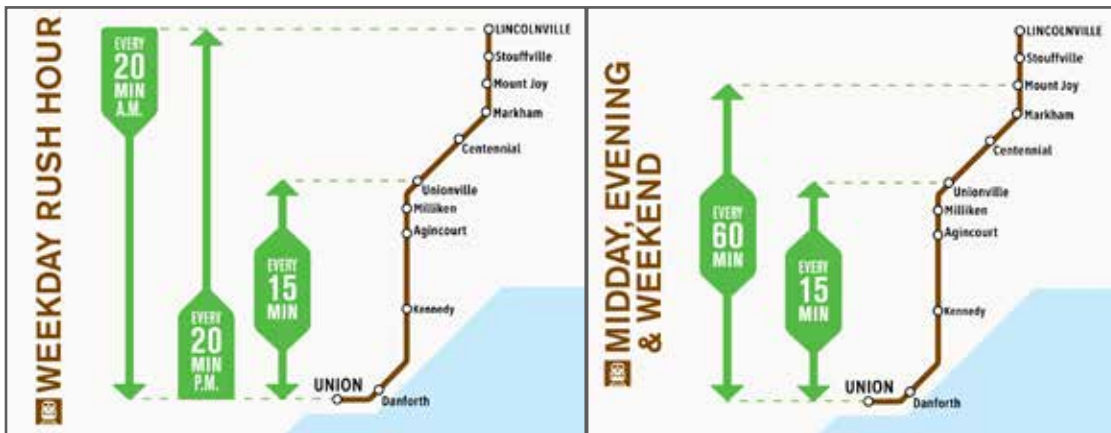 WEEKDAY RUSH HOUR
EVERY
20
MIN
A.M.
EVERY
20
MIN
P.M.
EVERY
15
MIN
LINCOLNVILLE
Stouffville
Mount Joy
Markham
Centennial
Unionville
Milliken
Agincourt
Kennedy
UNION
Danforth
MIDDAY, EVENING
& WEEKEND
EVERY
60
MIN
EVERY
15
MIN
LINCOLNVILLE
Stouffville
Mount Joy
Markham
Centennial
Unionville
Milliken
Agincourt
Kennedy
UNION
Danforth